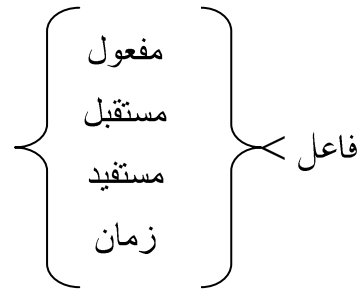 فاعل
مفعول
مستقبل
مستفيد
زمان